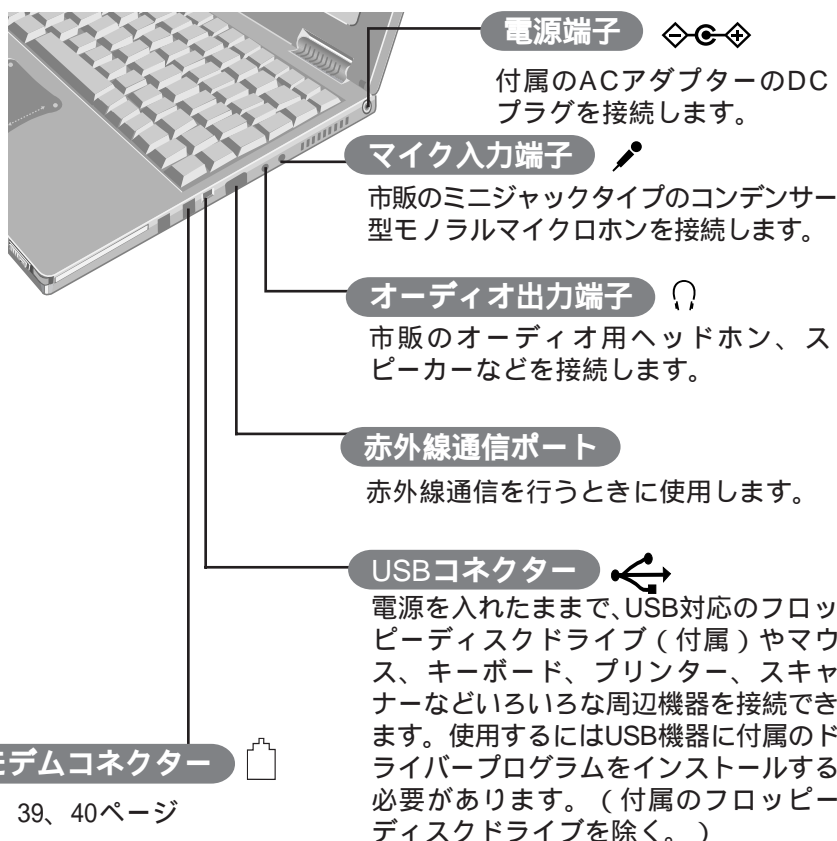 電源端子
付属のACアダプターのDC
プラグを接続します。
マイク入力端子
市販のミニジャックタイプのコンデンサー
型モノラルマイクロホンを接続します。
オーディオ出力端子
市販のオーディオ用ヘッドホン、ス
ピーカーなどを接続します。
赤外線通信ポート
赤外線通信を行うときに使用します。
USBコネクター
電源を入れたままで、USB対応のフロッ
ピーディスクドライブ(付属)やマウ
ス、キーボード、プリンター、スキャ
ナーなどいろいろな周辺機器を接続でき
ます。使用するにはUSB機器に付属のド
ライバープログラムをインストールする
必要があります。(付属のフロッピー
ディスクドライブを除く。)
モデムコネクター
39、40ページ